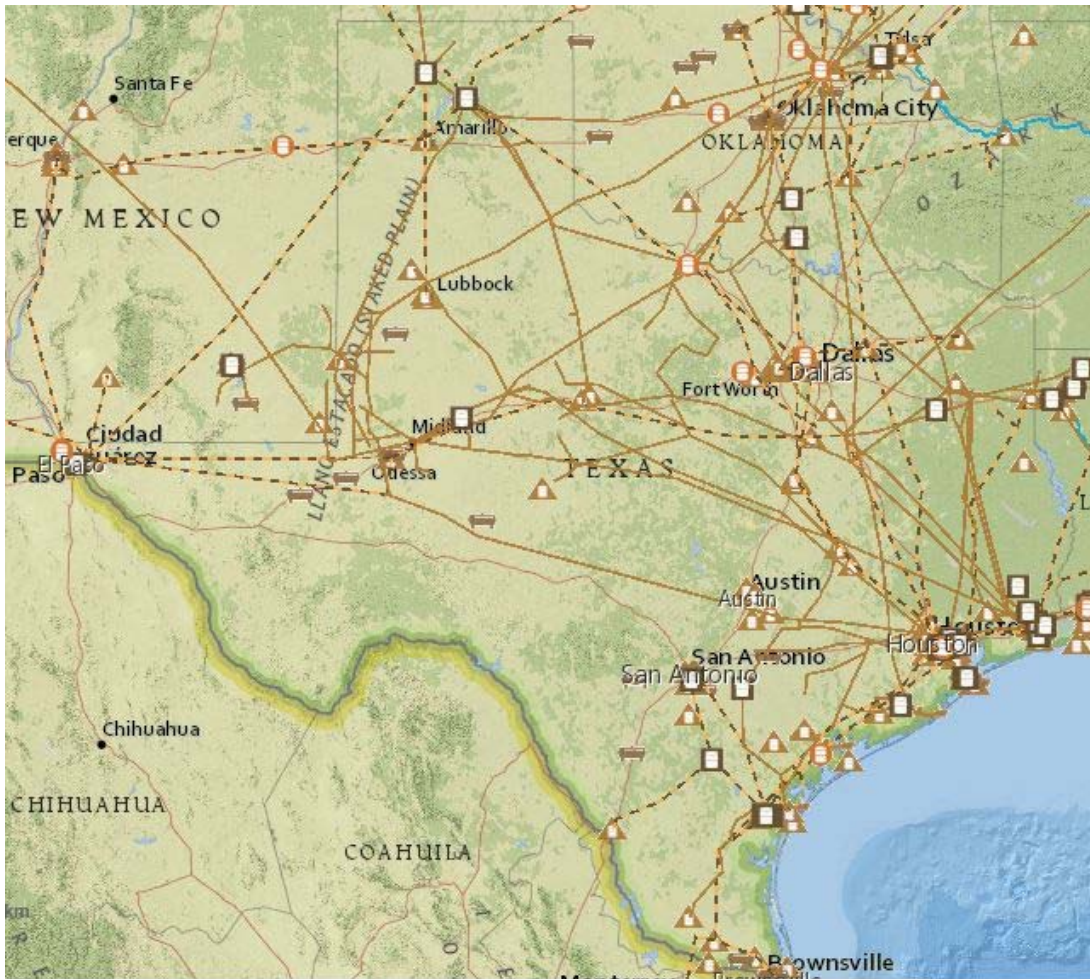 Tulsa
Santa Fe
Oklahoma City
Amarillo
erque
OKLAHOMA
O Z A R K
EW MEXICO
LLANO ESTACADO (STAKED PLAIN)
Lubbock
Dallas
Dallas
Fort Worth
Ciudad
Juárez
Midland
El Paso
Paso
Odessa
TEXAS
L
Austin
Austin
Houston
Houston
San Antonio
San Antonio
Chihuahua
CHIHUAHUA
COAHUILA
km
Brownsville